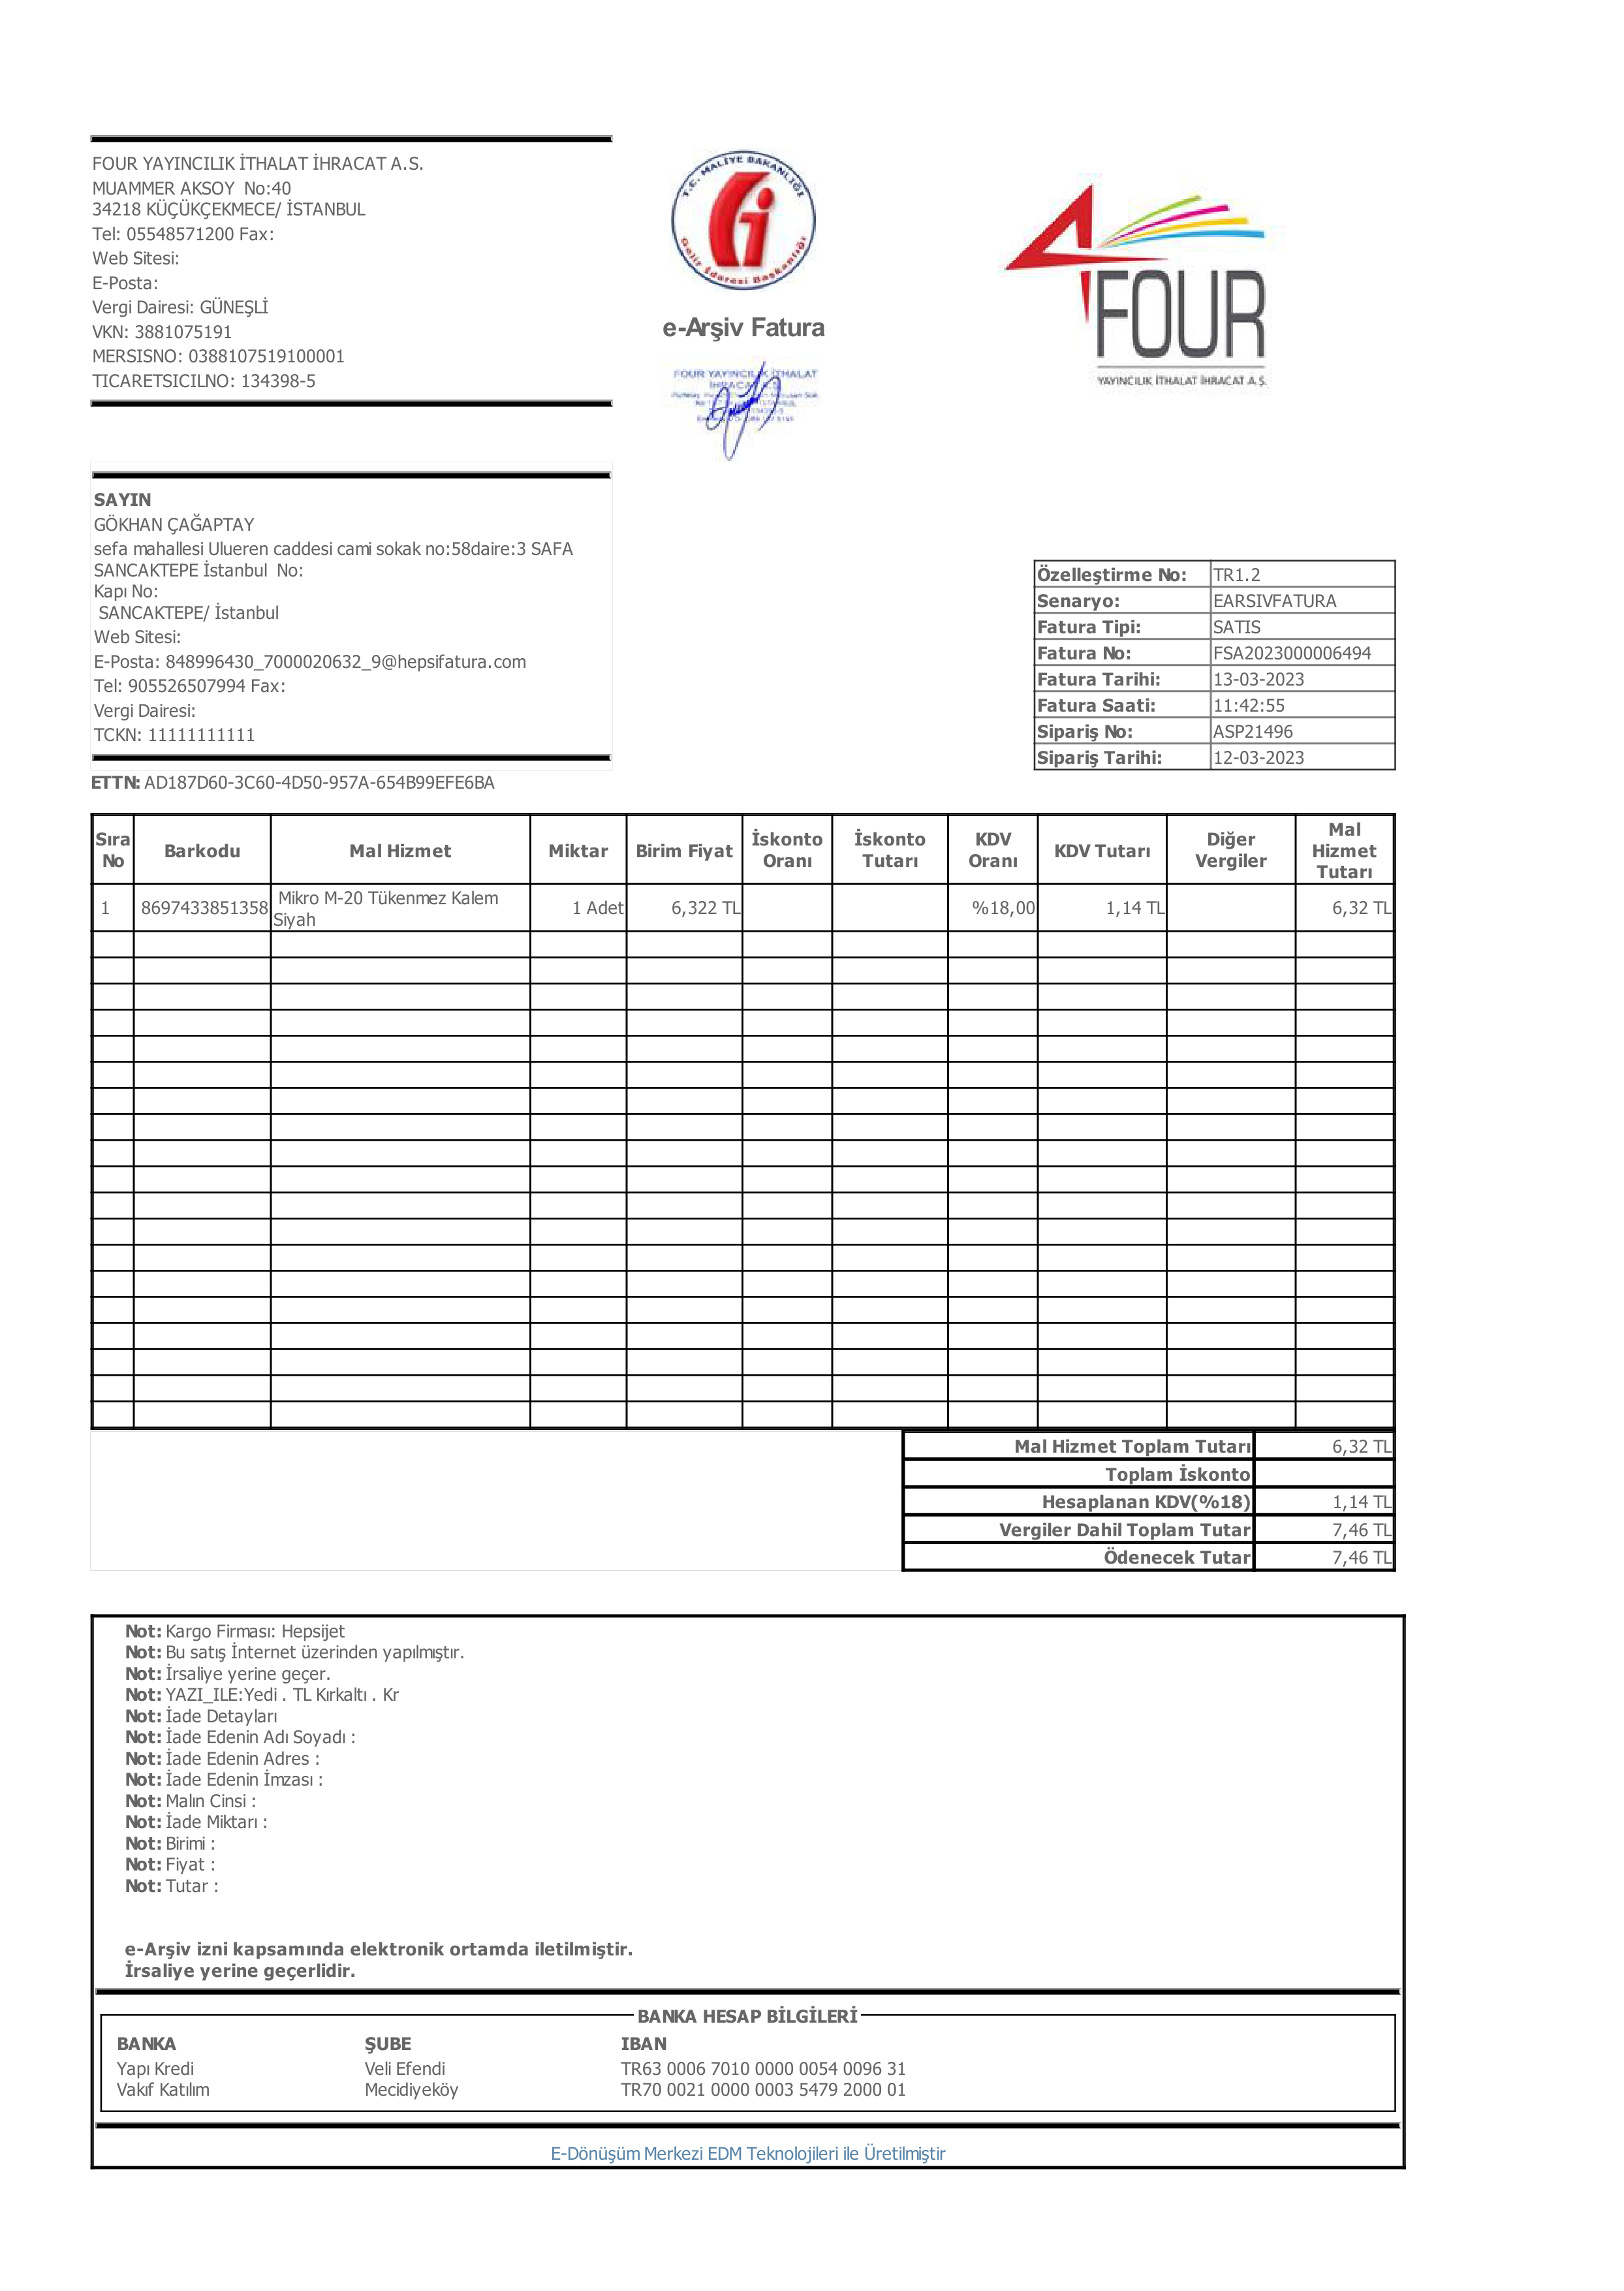 FOUR YAYINCILIK İTHALAT İHRACAT A.S.
MUAMMER AKSOY  No:40
34218 KÜÇÜKÇEKMECE/ İSTANBUL
Tel: 05548571200 Fax:
Web Sitesi:
E-Posta:
Vergi Dairesi: GÜNEŞLİ
VKN: 3881075191
MERSISNO: 0388107519100001
TICARETSICILNO: 134398-5
T.C. MALİYE BAKANLIĞI
Gelir İdaresi Başkanlığı
e-Arşiv Fatura
FOUR YAYINCILIK İTHALAT
İHRACAT A.S.
FOUR
YAYINCILIK İTHALAT İHRACAT A.Ş.
SAYIN
GÖKHAN ÇAĞAPTAY
sefa mahallesi Ulueren caddesi cami sokak no:58daire:3 SAFA
SANCAKTEPE İstanbul  No:
Kapı No:
SANCAKTEPE/ İstanbul
Web Sitesi:
E-Posta: 848996430_7000020632_9@hepsifatura.com
Tel: 905526507994 Fax:
Vergi Dairesi:
TCKN: 11111111111
Özelleştirme No: TR1.2
Senaryo: EARSIVFATURA
Fatura Tipi: SATIS
Fatura No: FSA2023000006494
Fatura Tarihi: 13-03-2023
Fatura Saati: 11:42:55
Sipariş No: ASP21496
Sipariş Tarihi: 12-03-2023
ETTN: AD187D60-3C60-4D50-957A-654B99EFE6BA
Sıra No Barkodu Mal Hizmet Miktar Birim Fiyat İskonto Oranı İskonto Tutarı KDV Oranı KDV Tutarı Diğer Vergiler Mal Hizmet Tutarı
1 8697433851358 Mikro M-20 Tükenmez Kalem Siyah 1 Adet 6,322 TL %18,00 1,14 TL 6,32 TL
Mal Hizmet Toplam Tutarı 6,32 TL
Toplam İskonto
Hesaplanan KDV(%18) 1,14 TL
Vergiler Dahil Toplam Tutar 7,46 TL
Ödenecek Tutar 7,46 TL
Not: Kargo Firması: Hepsijet
Not: Bu satış İnternet üzerinden yapılmıştır.
Not: İrsaliye yerine geçer.
Not: YAZI_ILE:Yedi . TL Kırkaltı . Kr
Not: İade Detayları
Not: İade Edenin Adı Soyadı :
Not: İade Edenin Adres :
Not: İade Edenin İmzası :
Not: Malın Cinsi :
Not: İade Miktarı :
Not: Birimi :
Not: Fiyat :
Not: Tutar :
e-Arşiv izni kapsamında elektronik ortamda iletilmiştir.
İrsaliye yerine geçerlidir.
BANKA HESAP BİLGİLERİ
BANKA ŞUBE IBAN
Yapı Kredi Veli Efendi TR63 0006 7010 0000 0054 0096 31
Vakıf Katılım Mecidiyeköy TR70 0021 0000 0003 5479 2000 01
E-Dönüşüm Merkezi EDM Teknolojileri ile Üretilmiştir